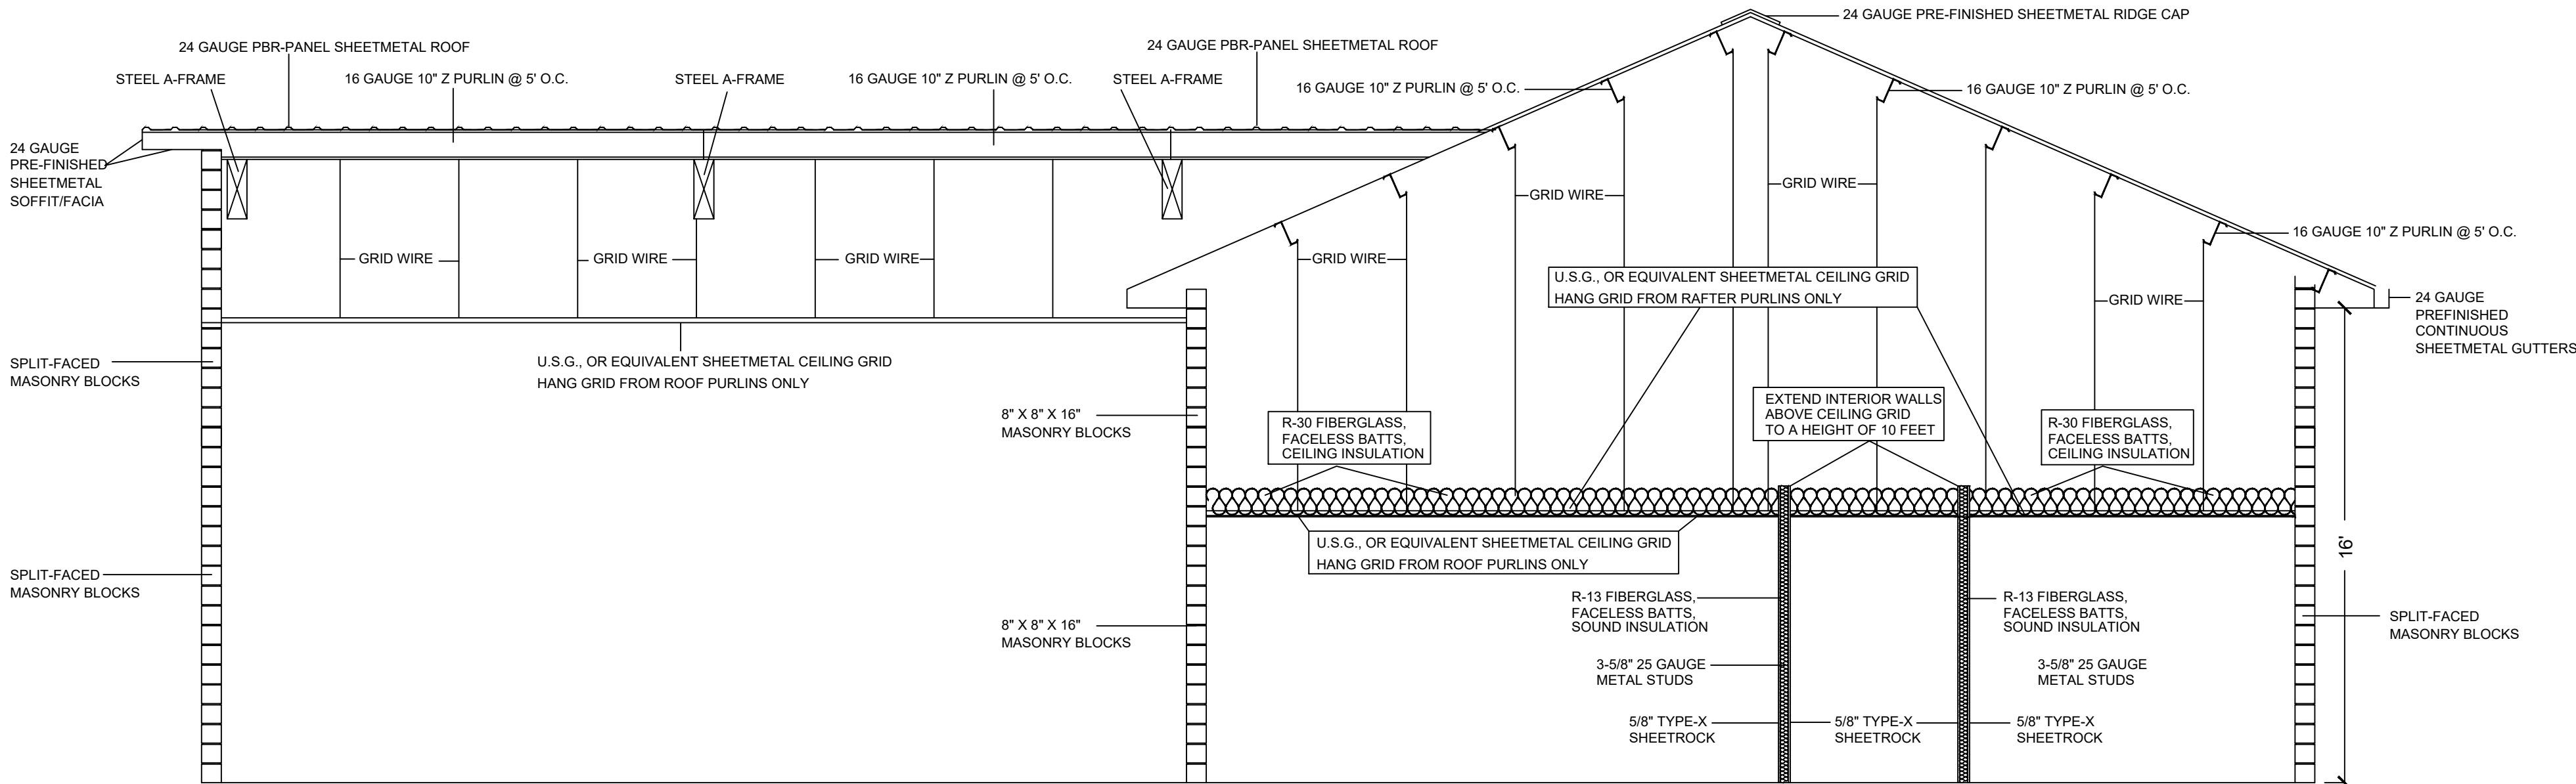 24 GAUGE PRE-FINISHED SHEETMETAL RIDGE CAP
24 GAUGE PBR-PANEL SHEETMETAL ROOF
24 GAUGE PBR-PANEL SHEETMETAL ROOF
STEEL A-FRAME
16 GAUGE 10" Z PURLIN @ 5' O.C.
STEEL A-FRAME
16 GAUGE 10" Z PURLIN @ 5' O.C.
STEEL A-FRAME
16 GAUGE 10" Z PURLIN @ 5' O.C.
16 GAUGE 10" Z PURLIN @ 5' O.C.
24 GAUGE
PRE-FINISHED
SHEETMETAL
SOFFIT/FACIA
GRID WIRE
GRID WIRE
16 GAUGE 10" Z PURLIN @ 5' O.C.
GRID WIRE
GRID WIRE
GRID WIRE
GRID WIRE
U.S.G., OR EQUIVALENT SHEETMETAL CEILING GRID
HANG GRID FROM RAFTER PURLINS ONLY
GRID WIRE
24 GAUGE
PREFINISHED
CONTINUOUS
SHEETMETAL GUTTERS
SPLIT-FACED
MASONRY BLOCKS
U.S.G., OR EQUIVALENT SHEETMETAL CEILING GRID
HANG GRID FROM ROOF PURLINS ONLY
8" X 8" X 16"
MASONRY BLOCKS
R-30 FIBERGLASS,
FACELESS BATTS,
CEILING INSULATION
EXTEND INTERIOR WALLS
ABOVE CEILING GRID
TO A HEIGHT OF 10 FEET
R-30 FIBERGLASS,
FACELESS BATTS,
CEILING INSULATION
U.S.G., OR EQUIVALENT SHEETMETAL CEILING GRID
HANG GRID FROM ROOF PURLINS ONLY
16'
SPLIT-FACED
MASONRY BLOCKS
8" X 8" X 16"
MASONRY BLOCKS
R-13 FIBERGLASS,
FACELESS BATTS,
SOUND INSULATION
R-13 FIBERGLASS,
FACELESS BATTS,
SOUND INSULATION
SPLIT-FACED
MASONRY BLOCKS
3-5/8" 25 GAUGE
METAL STUDS
3-5/8" 25 GAUGE
METAL STUDS
5/8" TYPE-X
SHEETROCK
5/8" TYPE-X
SHEETROCK
5/8" TYPE-X
SHEETROCK